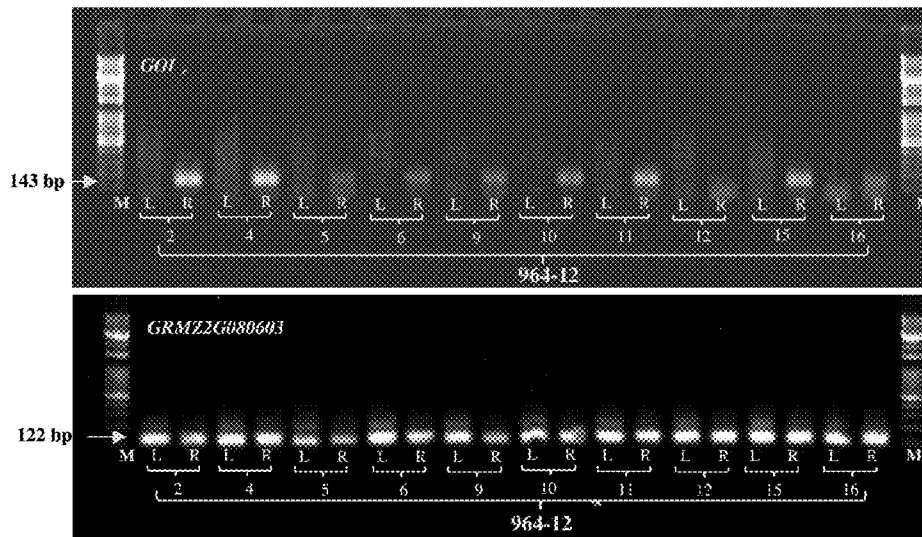 GOI
143 bp
M L R L R L R L R L R L R L R L R L R L R M
2 4 5 6 9 10 11 12 15 16
964-12
GRMZ2G080603
122 bp
M L R L R L R L R L R L R L R L R L R L R M
2 4 5 6 9 10 11 12 15 16
964-12